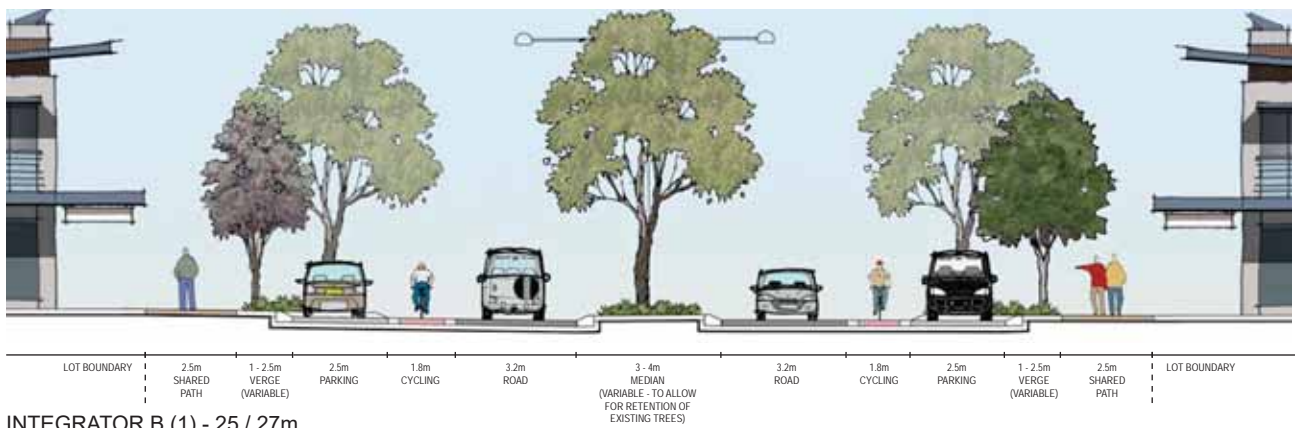 LOT BOUNDARY
2.5m
SHARED
PATH
1 - 2.5m
VERGE
(VARIABLE)
2.5m
PARKING
1.8m
CYCLING
3.2m
ROAD
3 - 4m
MEDIAN
(VARIABLE - TO ALLOW
FOR RETENTION OF
EXISTING TREES)
3.2m
ROAD
1.8m
CYCLING
2.5m
PARKING
1 - 2.5m
VERGE
(VARIABLE)
2.5m
SHARED
PATH
LOT BOUNDARY
INTEGRATOR B (1) - 25 / 27m